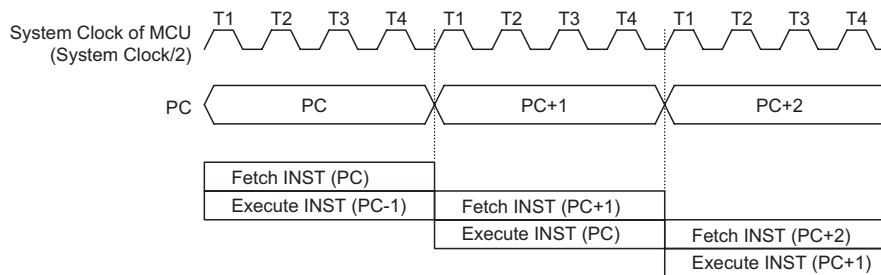 T1 T2 T3 T4 T1 T2 T3 T4 T1 T2 T3 T4
System Clock of MCU
(System Clock/2)
PC PC PC+1 PC+2
Fetch INST (PC)
Execute INST (PC-1) Fetch INST (PC+1)
Execute INST (PC) Fetch INST (PC+2)
Execute INST (PC+1)